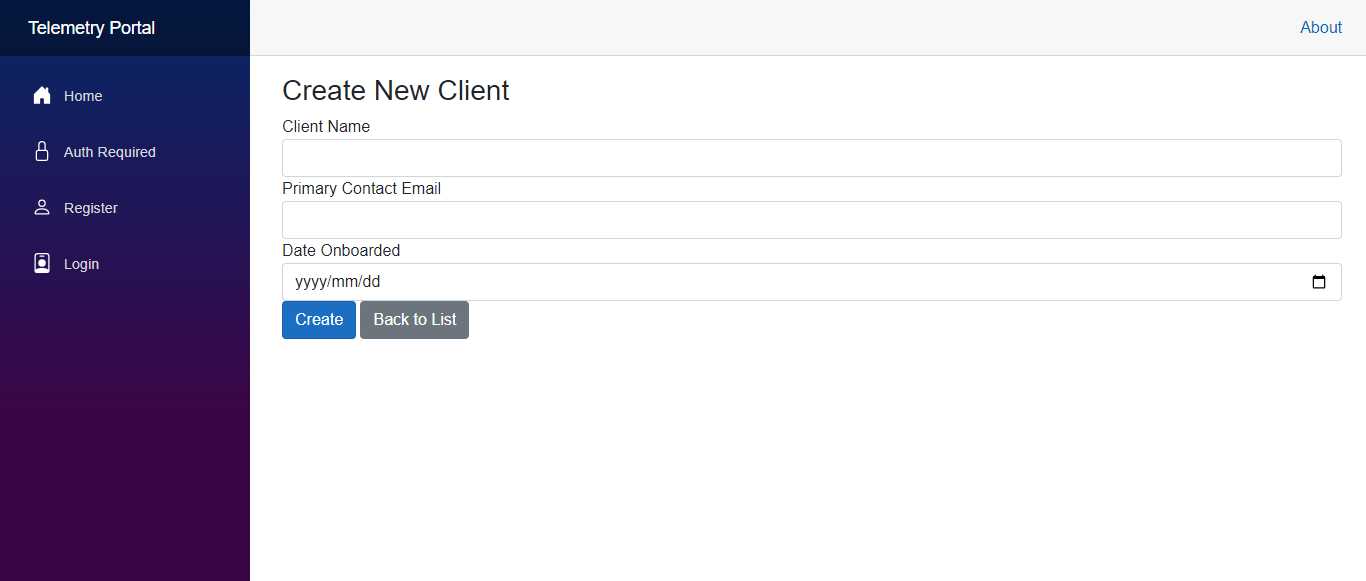 Telemetry Portal
About
Home
Auth Required
Register
Login
Create New Client
Client Name
Primary Contact Email
Date Onboarded
yyyy/mm/dd
Create Back to List